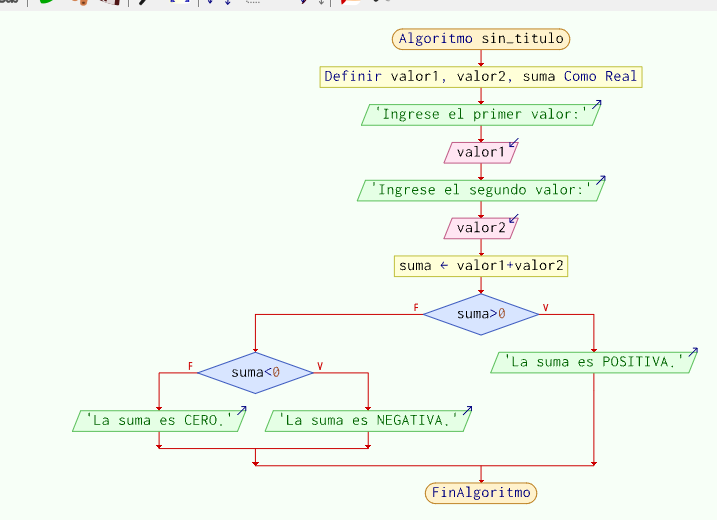 Algoritmo sin_titulo
Definir valor1, valor2, suma Como Real
'Ingrese el primer valor:'
valor1
'Ingrese el segundo valor:'
valor2
suma ← valor1+valor2
suma>0
F
V
'La suma es POSITIVA.'
suma<0
F
V
'La suma es CERO.'
'La suma es NEGATIVA.'
FinAlgoritmo